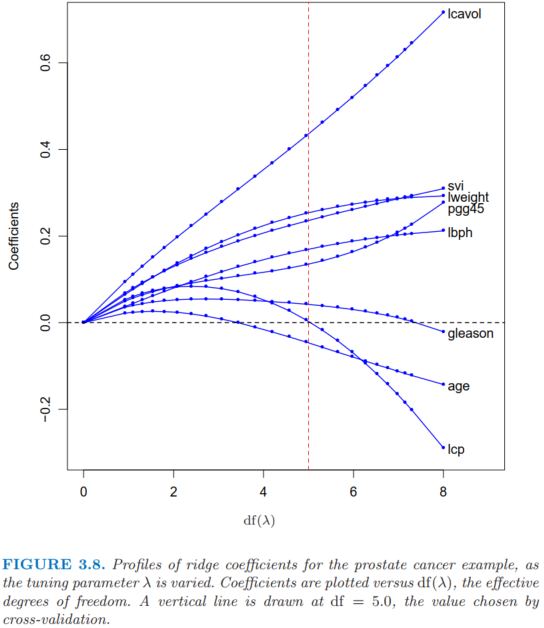 lcavol
0.6
0.4
svi
lweight
pgg45
Coefficients
0.2
lbph
0.0
gleason
age
−0.2
lcp
0 2 4 6 8
df(λ)
FIGURE 3.8. Profiles of ridge coefficients for the prostate cancer example, as
the tuning parameter λ is varied. Coefficients are plotted versus df(λ), the effective
degrees of freedom. A vertical line is drawn at df = 5.0, the value chosen by
cross-validation.